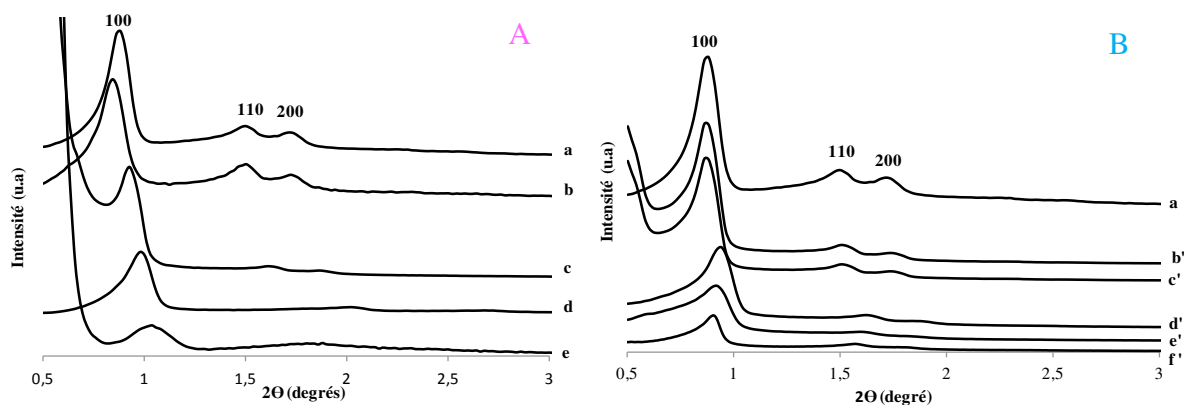 A
100
110 200
a
b
c
d
e
Intensité (u.a)
0,5 1 1,5 2 2,5 3
2Θ (degrés)
B
100
110 200
a
b'
c'
d'
e'
f'
Intensité (u.a)
0,5 1 1,5 2 2,5 3
2Θ (degré)